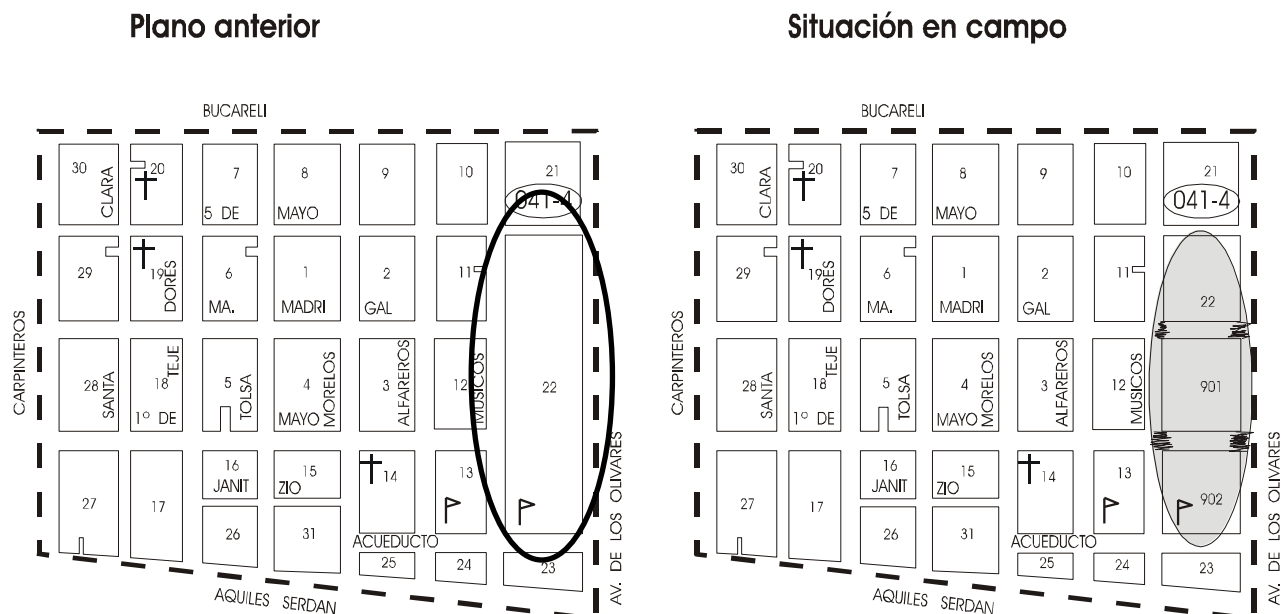 Plano anterior
BUCARELI
30 CLARA 20 7 8 9 10 21
5 DE MAYO 041-4
29 19 DORES 6 1 2 11
MA. MADRI GAL
CARPINTEROS
28 SANTA 18 TEJE 5 TOLSA 4 MORELOS 3 ALFAREROS 12 MUSICOS 22
1º DE MAYO
27 17 16 15 14 13
JANIT ZIO
26 31
ACUEDUCTO
25 24 23
AQUILES SERDAN
AV. DE LOS OLIVARES
Situación en campo
BUCARELI
30 CLARA 20 7 8 9 10 21
5 DE MAYO 041-4
29 19 DORES 6 1 2 11 22
MA. MADRI GAL
CARPINTEROS
28 SANTA 18 TEJE 5 TOLSA 4 MORELOS 3 ALFAREROS 12 MUSICOS 901
1º DE MAYO
27 17 16 15 14 13 902
JANIT ZIO
26 31
ACUEDUCTO
25 24 23
AQUILES SERDAN
AV. DE LOS OLIVARES